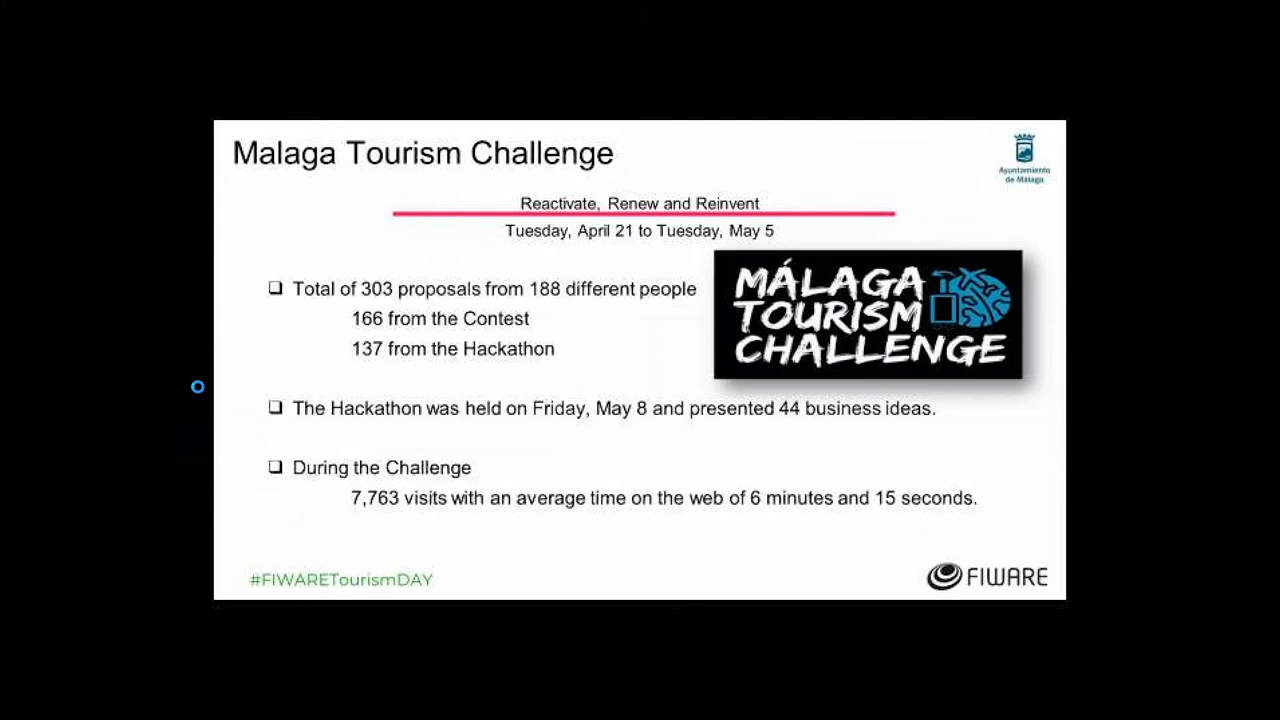 Malaga Tourism Challenge
Ayuntamiento
de Málaga
Reactivate, Renew and Reinvent
Tuesday, April 21 to Tuesday, May 5
❑ Total of 303 proposals from 188 different people
166 from the Contest
137 from the Hackathon
MÁLAGA
TOURISM
CHALLENGE
❑ The Hackathon was held on Friday, May 8 and presented 44 business ideas.
❑ During the Challenge
7,763 visits with an average time on the web of 6 minutes and 15 seconds.
#FIWARETourismDAY
FIWARE